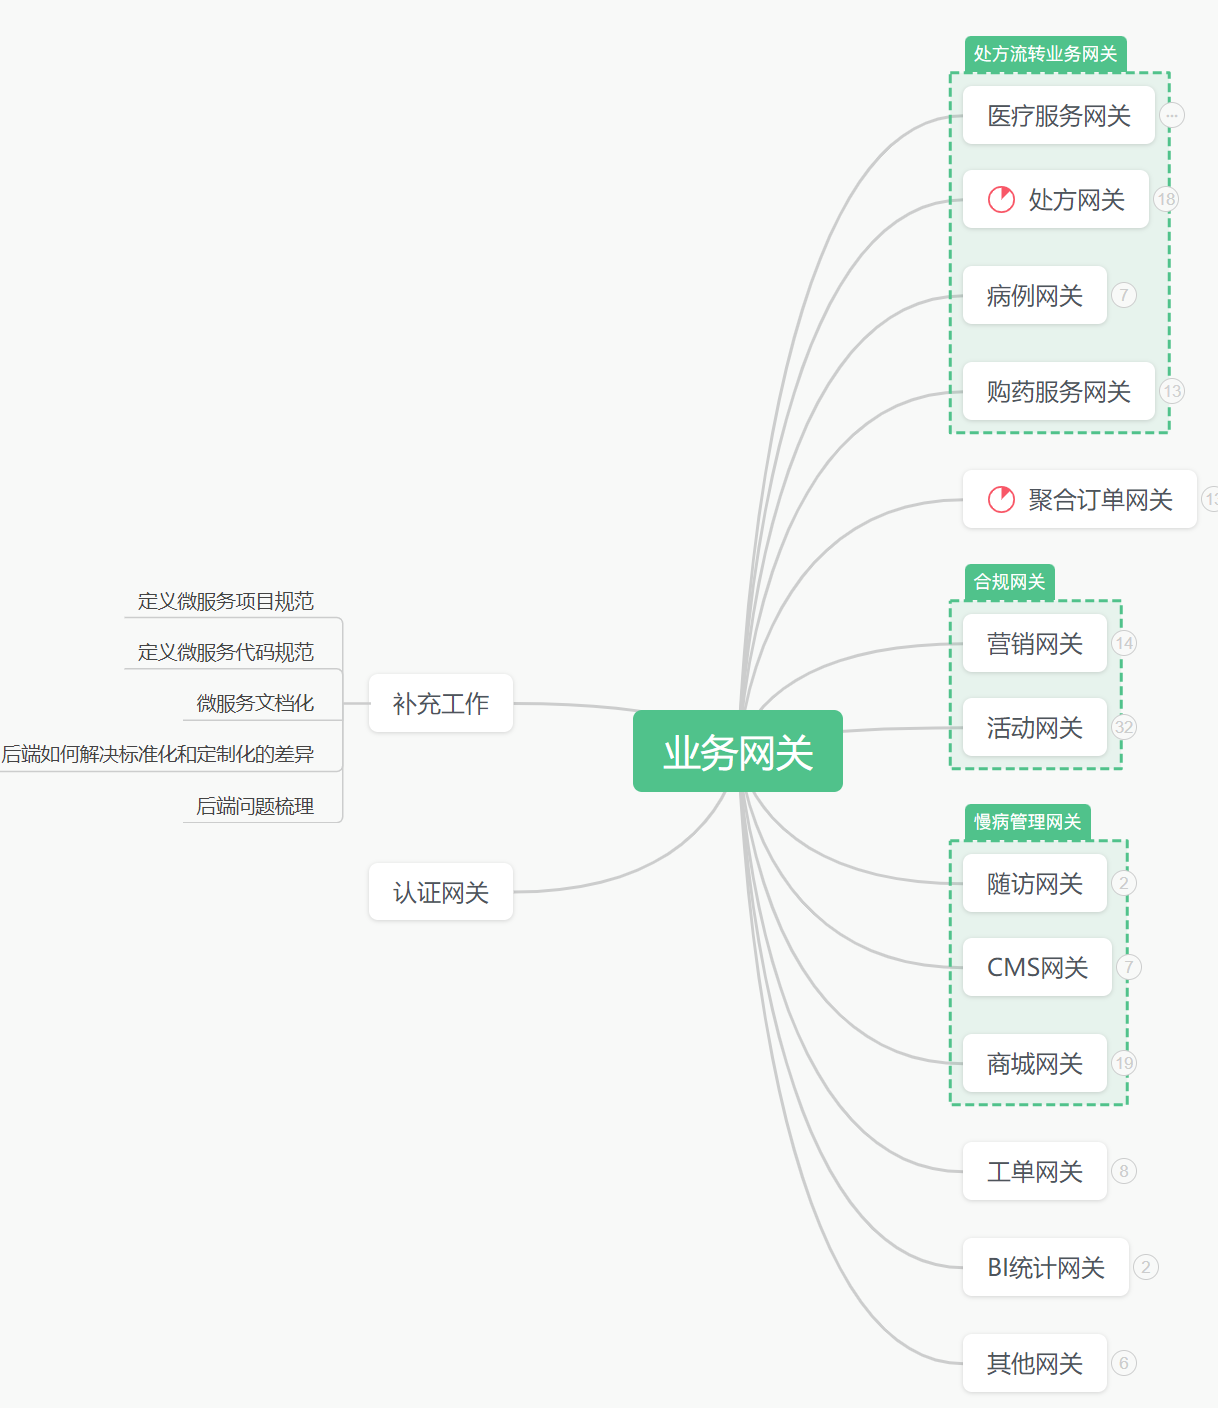 业务网关
处方流转业务网关
医疗服务网关
...
处方网关
18
病例网关
7
购药服务网关
13
聚合订单网关
合规网关
营销网关
14
活动网关
32
慢病管理网关
随访网关
2
CMS网关
7
商城网关
19
工单网关
8
BI统计网关
2
其他网关
6
补充工作
定义微服务项目规范
定义微服务代码规范
微服务文档化
后端如何解决标准化和定制化的差异
后端问题梳理
认证网关